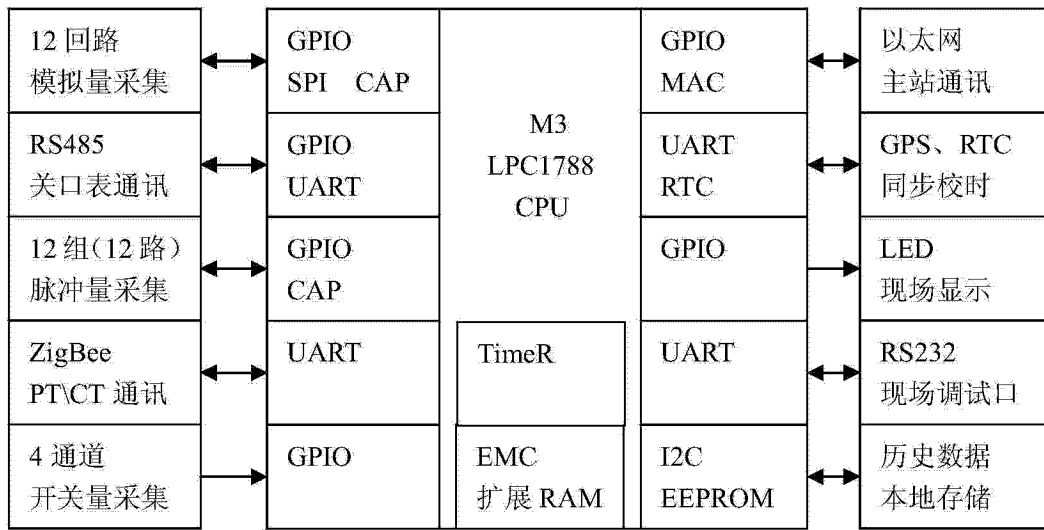 12 回路
模拟量采集
GPIO
SPI CAP
M3
LPC1788
CPU
GPIO
MAC
以太网
主站通讯
RS485
关口表通讯
GPIO
UART
UART
RTC
GPS、RTC
同步校时
12 组(12 路)
脉冲量采集
GPIO
CAP
GPIO
LED
现场显示
ZigBee
PT\CT 通讯
UART
TimeR
UART
RS232
现场调试口
4 通道
开关量采集
GPIO
EMC
扩展 RAM
I2C
EEPROM
历史数据
本地存储